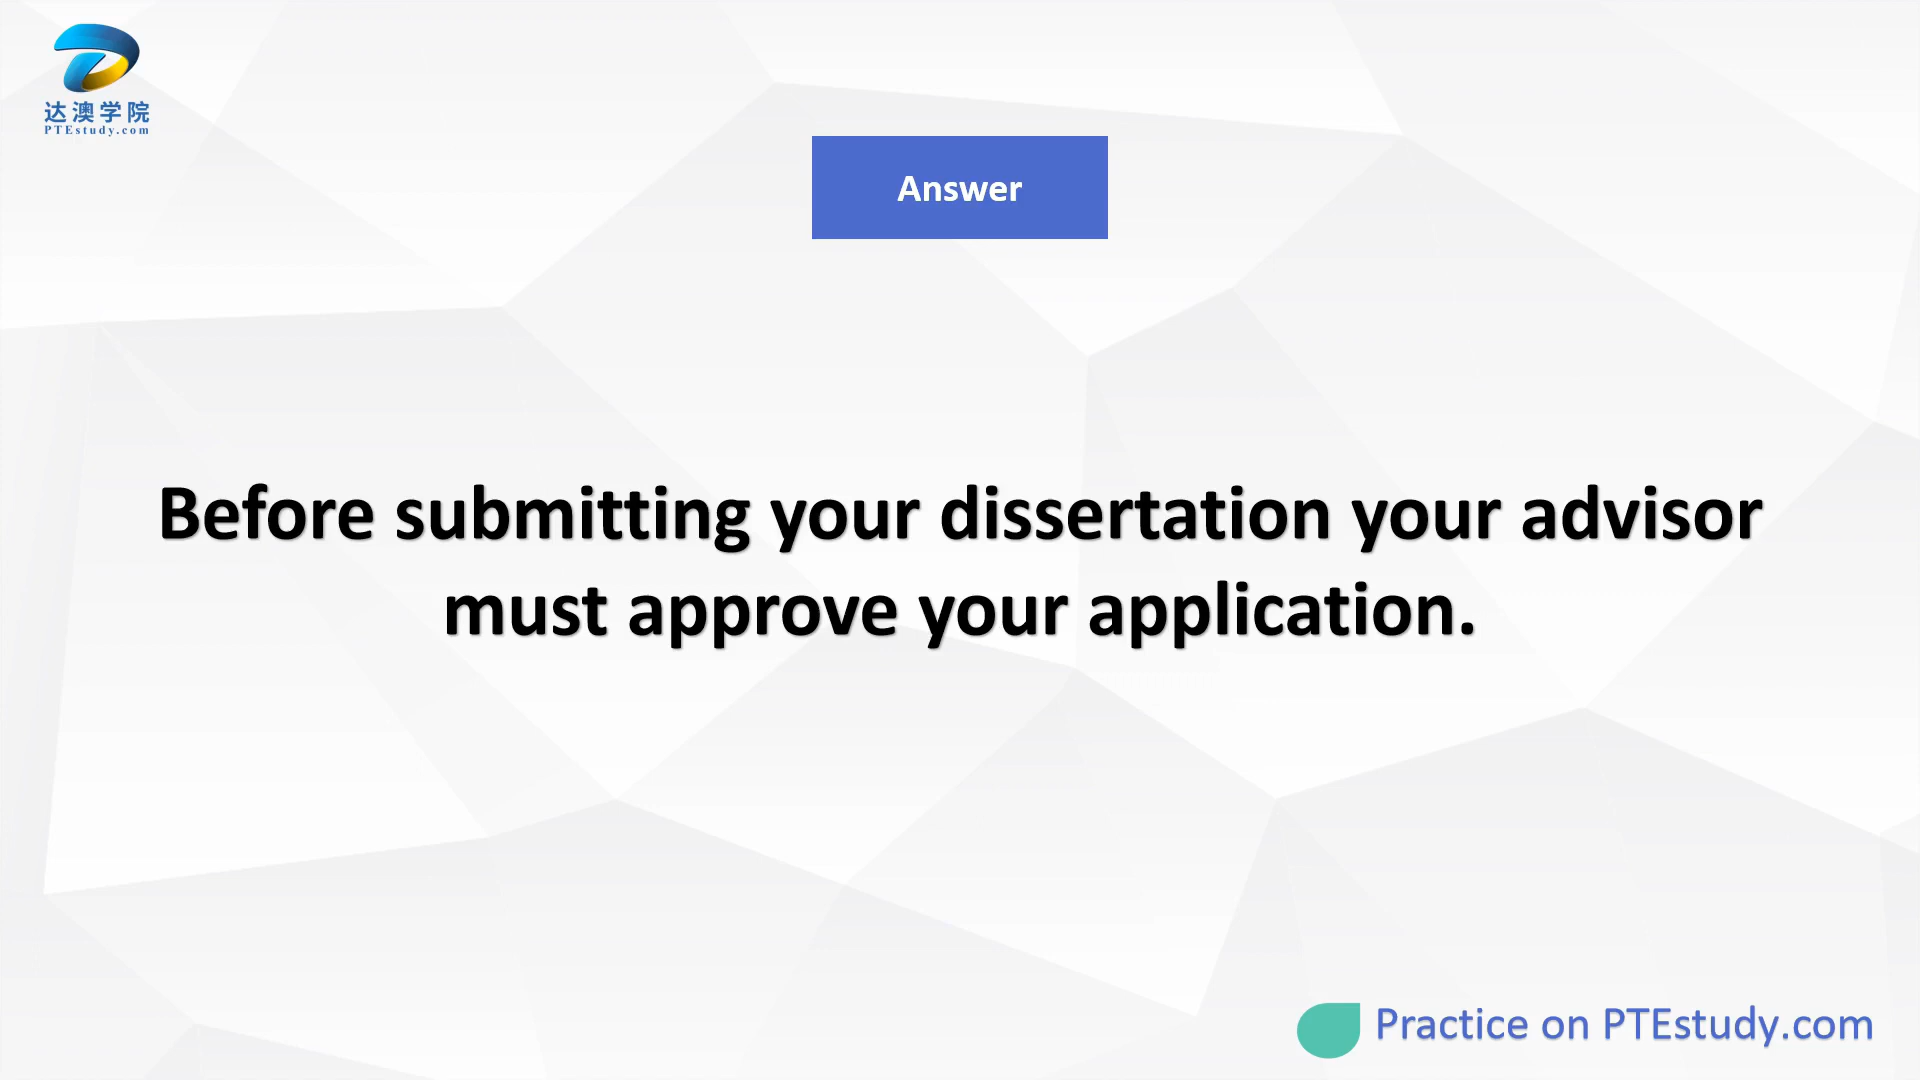 达澳学院
PTEstudy.com
Answer
Before submitting your dissertation your advisor
must approve your application.
Practice on PTEstudy.com